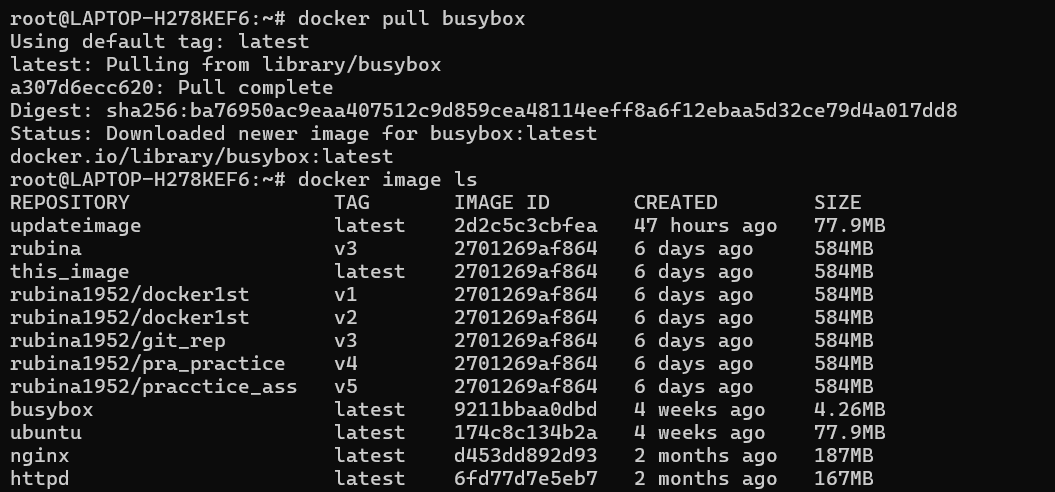 root@LAPTOP-H278KEF6:~# docker pull busybox
Using default tag: latest
latest: Pulling from library/busybox
a307d6ecc620: Pull complete
Digest: sha256:ba76950ac9eaa407512c9d859cea48114eeff8a6f12ebaa5d32ce79d4a017dd8
Status: Downloaded newer image for busybox:latest
docker.io/library/busybox:latest
root@LAPTOP-H278KEF6:~# docker image ls
REPOSITORY                 TAG       IMAGE ID       CREATED        SIZE
updateimage                latest    2d2c5c3cbfea   47 hours ago   77.9MB
rubina                     v3        2701269af864   6 days ago     584MB
this_image                 latest    2701269af864   6 days ago     584MB
rubina1952/docker1st       v1        2701269af864   6 days ago     584MB
rubina1952/docker1st       v2        2701269af864   6 days ago     584MB
rubina1952/git_rep         v3        2701269af864   6 days ago     584MB
rubina1952/pra_practice    v4        2701269af864   6 days ago     584MB
rubina1952/pracctice_ass   v5        2701269af864   6 days ago     584MB
busybox                    latest    9211bbaa0dbd   4 weeks ago    4.26MB
ubuntu                     latest    174c8c134b2a   4 weeks ago    77.9MB
nginx                      latest    d453dd892d93   2 months ago   187MB
httpd                      latest    6fd77d7e5eb7   2 months ago   167MB